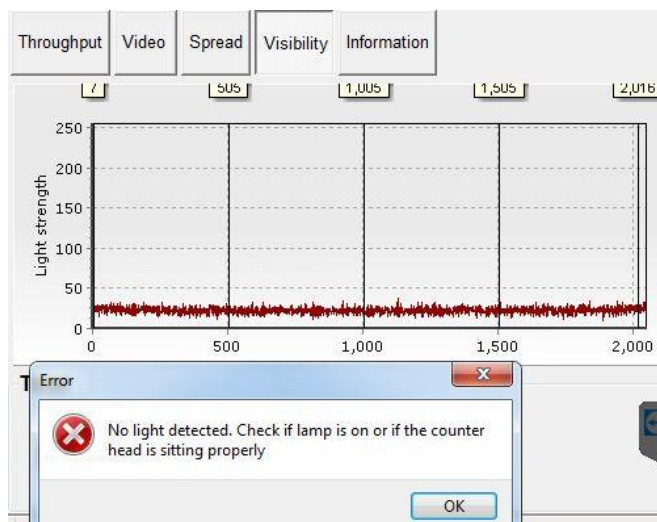 Throughput Video Spread Visibility Information
7 505 1,005 1,505 2,016
250
200
150
100
50
0
Light strength
0 500 1,000 1,500 2,000
Error
No light detected. Check if lamp is on or if the counter
head is sitting properly
OK